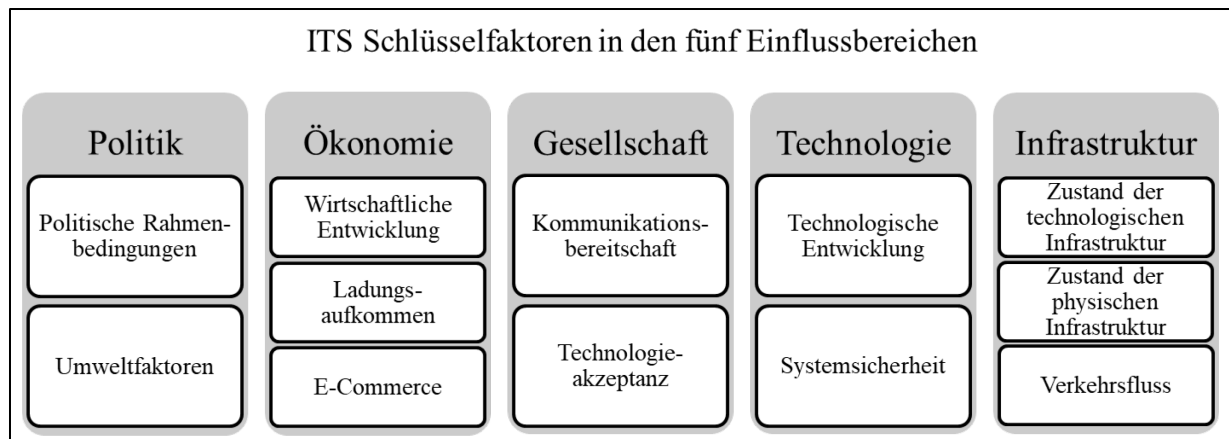 ITS Schlüsselfaktoren in den fünf Einflussbereichen
Politik
Politische Rahmen-
bedingungen
Umweltfaktoren
Ökonomie
Wirtschaftliche
Entwicklung
Ladungs-
aufkommen
E-Commerce
Gesellschaft
Kommunikations-
bereitschaft
Technologie-
akzeptanz
Technologie
Technologische
Entwicklung
Systemsicherheit
Infrastruktur
Zustand der
technologischen
Infrastruktur
Zustand der
physischen
Infrastruktur
Verkehrsfluss